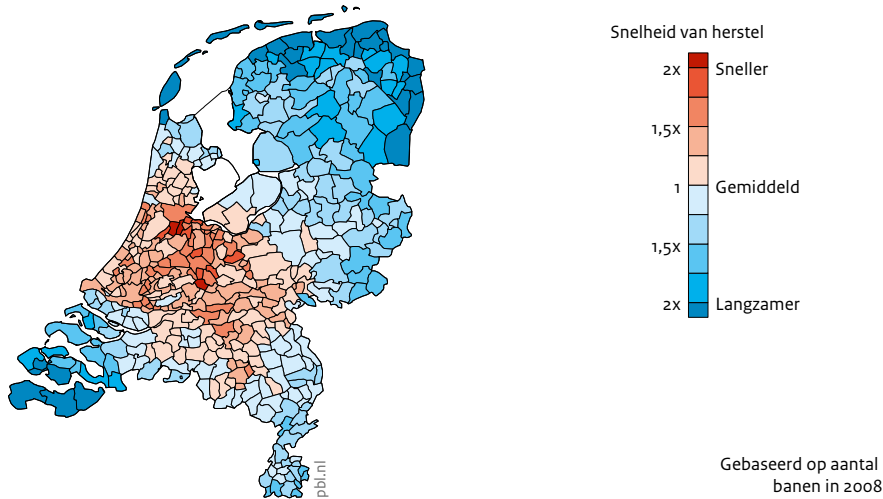 Snelheid van herstel
2x Sneller
1,5x
1 Gemiddeld
1,5x
2x Langzamer
pbl.nl
Gebaseerd op aantal
banen in 2008